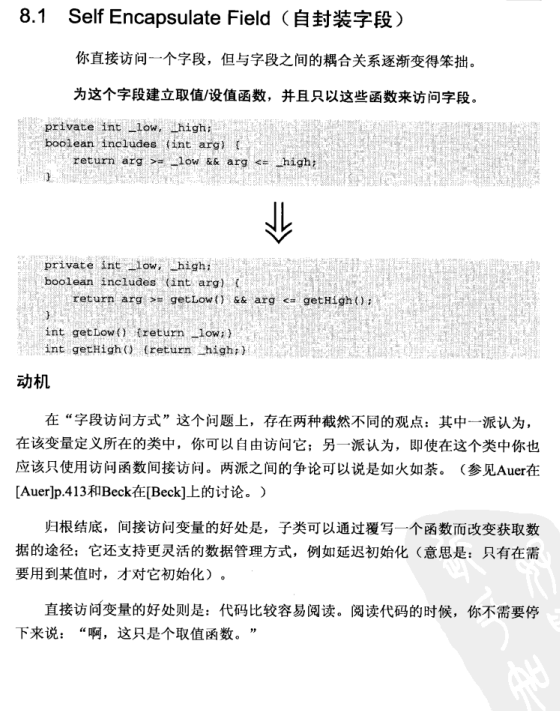 8.1 Self Encapsulate Field（自封装字段）
你直接访问一个字段，但与字段之间的耦合关系逐渐变得笨拙。
为这个字段建立取值/设值函数，并且只以这些函数来访问字段。
private int _low, _high;
boolean includes (int arg) {
return arg >= _low && arg <= _high;
}
private int _low, _high;
boolean includes (int arg) {
return arg >= getLow() && arg <= getHigh();
}
int getLow() {return _low;}
int getHigh() {return _high;}
动机
在“字段访问方式”这个问题上，存在两种截然不同的观点：其中一派认为，
在该变量定义所在的类中，你可以自由访问它；另一派认为，即使在这个类中你也
应该只使用访问函数间接访问。两派之间的争论可以说是如火如荼。（参见Auer在
[Auer]p.413和Beck在[Beck]上的讨论。）
归根结底，间接访问变量的好处是，子类可以通过覆写一个函数而改变获取数
据的途径；它还支持更灵活的数据管理方式，例如延迟初始化（意思是：只有在需
要用到某值时，才对它初始化）。
直接访问变量的好处则是：代码比较容易阅读。阅读代码的时候，你不需要停
下来说：“啊，这只是个取值函数。”